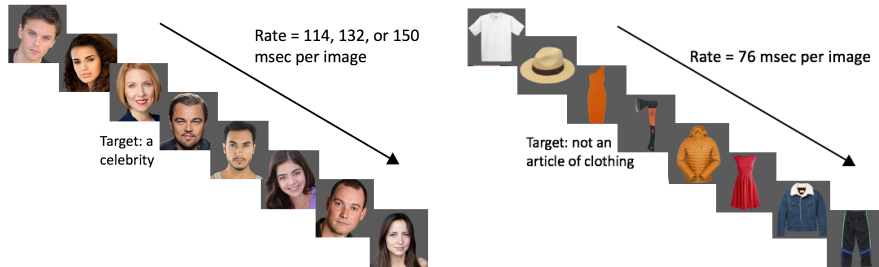 Rate = 114, 132, or 150
msec per image
Target: a
celebrity
Rate = 76 msec per image
Target: not an
article of clothing